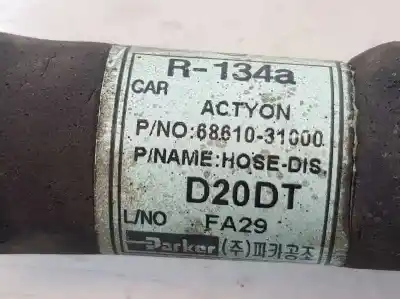 R-134a
CAR ACTYON
P/NO:68610-31000
P/NAME:HOSE-DIS.
D20DT
L/NO FA29
Parker (주)파카공조